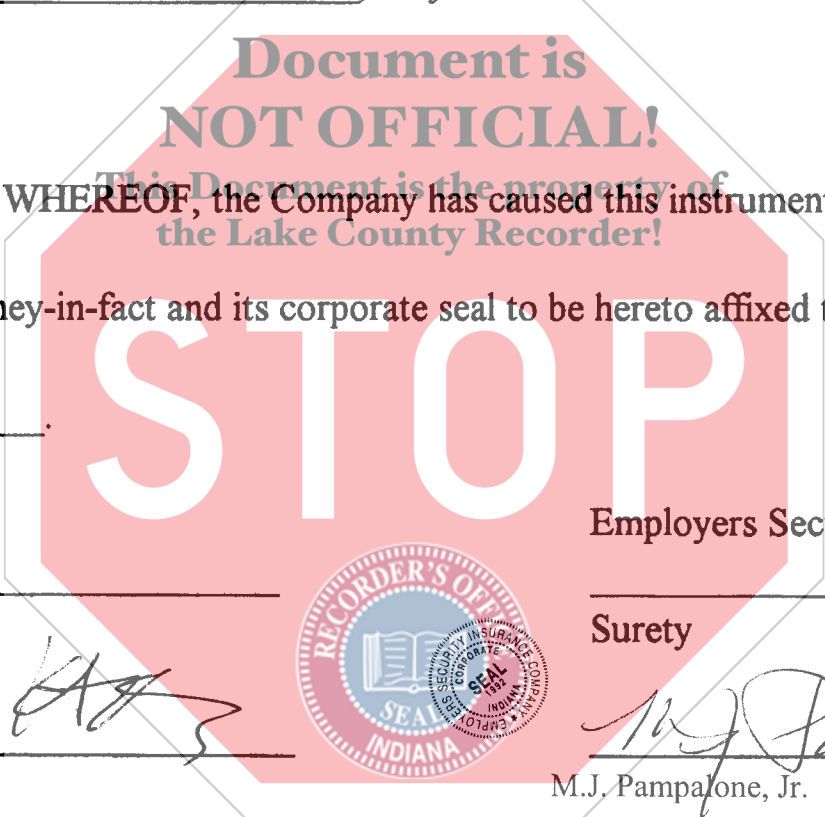 Document is
NOT OFFICIAL!
This Document is the property of
WHEREOF, the Company has caused this instrument
the Lake County Recorder!
ney-in-fact and its corporate seal to be hereto affixed t
STOP
.
Employers Sec
RECORDER'S OFFI
SEAL
INDIANA
EMPLOYERS SECURITY INSURANCE COMPANY
CORPORATE
SEAL
1992
INDIANA
Surety
M.J. Pampalone, Jr.